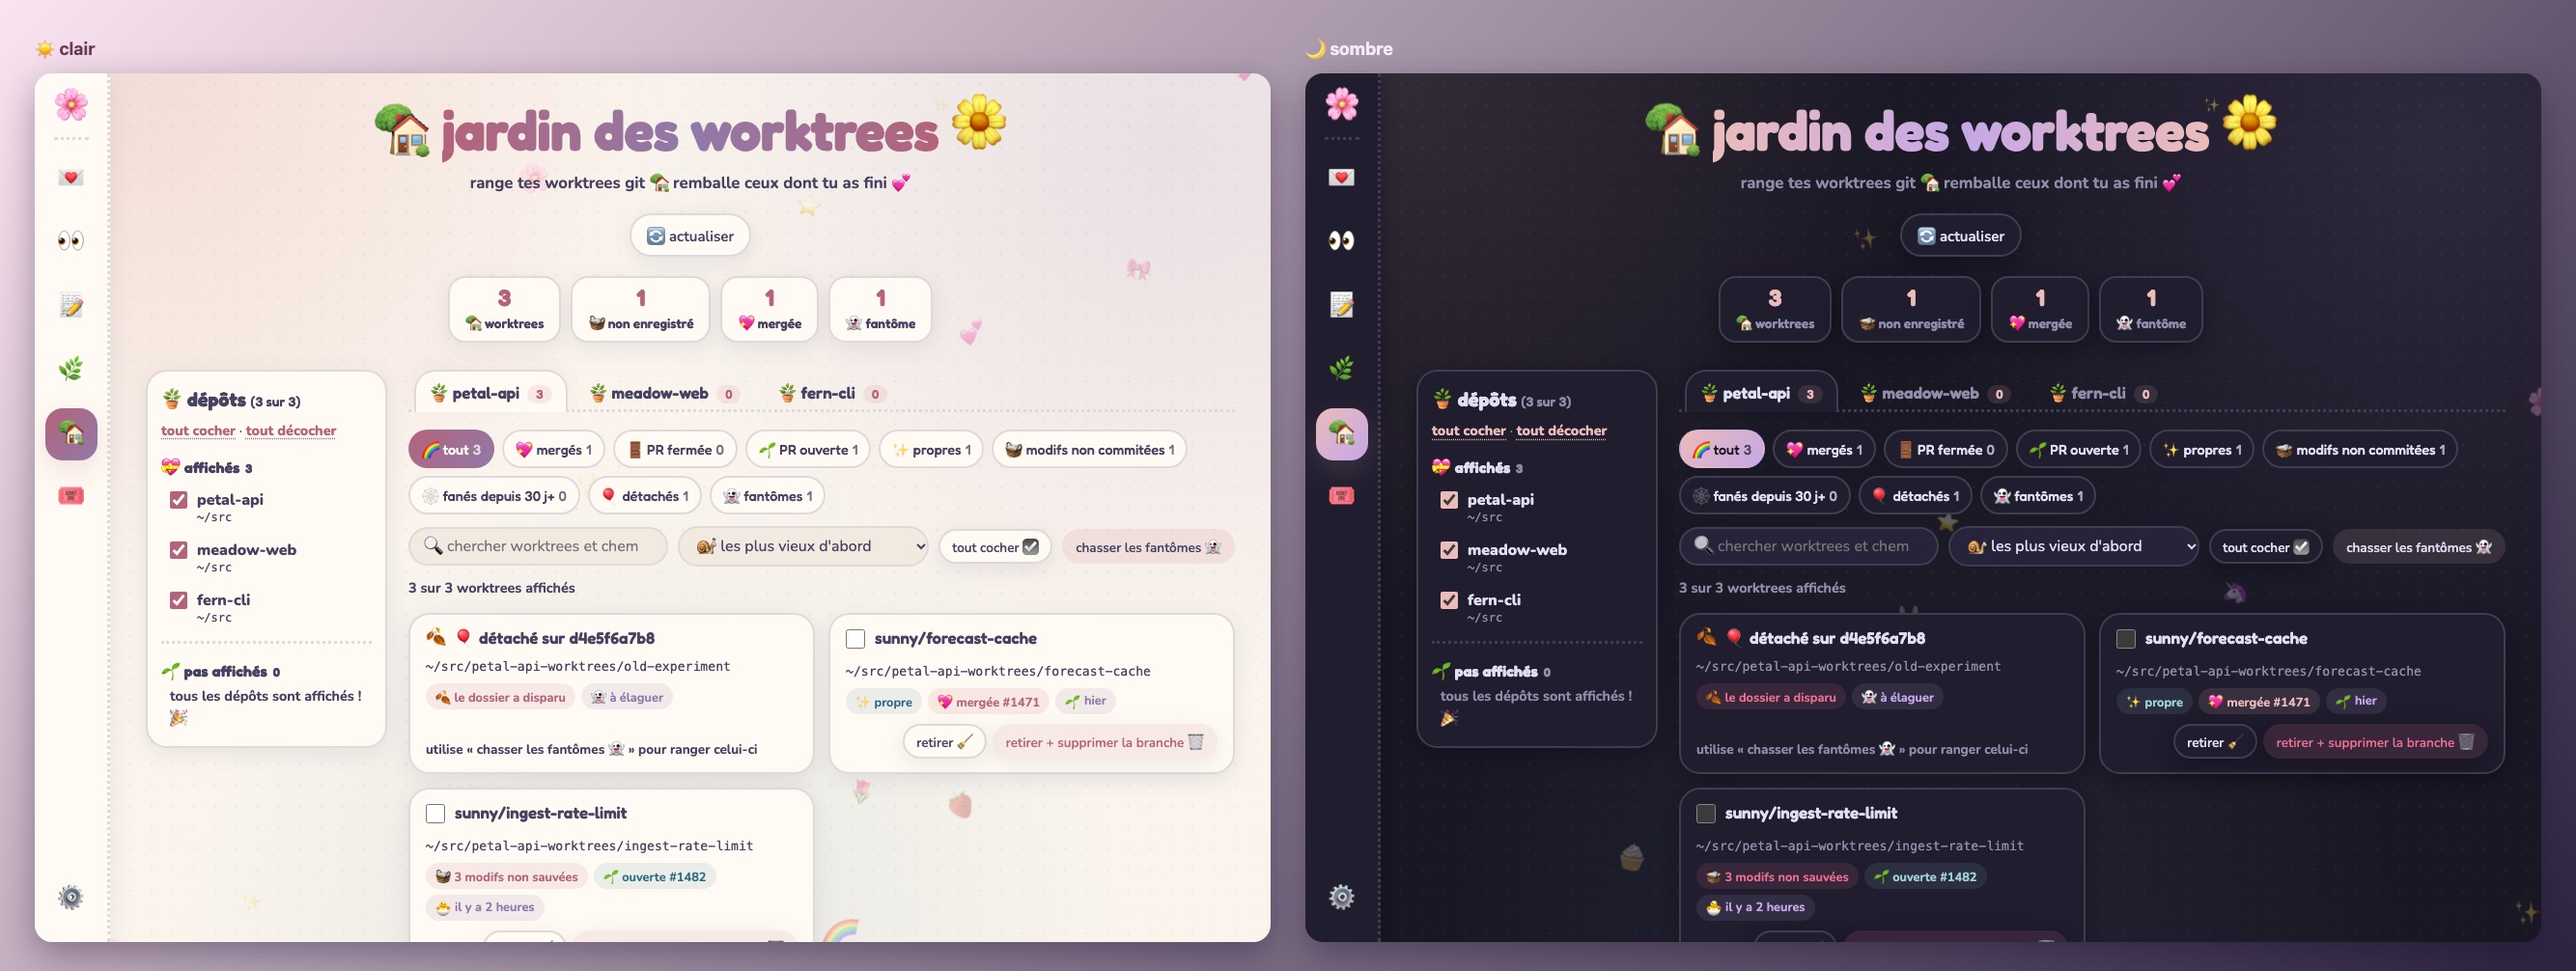 ☀️ clair
jardin des worktrees
range tes worktrees git 🏡 remballe ceux dont tu as fini 💕
🔄 actualiser
3
🏡 worktrees
1
🧺 non enregistré
1
💖 mergée
1
👻 fantôme
🪴 dépôts (3 sur 3)
tout cocher · tout décocher
💝 affichés 3
petal-api
~/src
meadow-web
~/src
fern-cli
~/src
🌱 pas affichés 0
tous les dépôts sont affichés !
🎉
🪴 petal-api 3
🪴 meadow-web 0
🪴 fern-cli 0
🌈 tout 3
💖 mergés 1
🚪 PR fermée 0
🌱 PR ouverte 1
✨ propres 1
🧺 modifs non commitées 1
🕸️ fanés depuis 30 j+ 0
🎈 détachés 1
👻 fantômes 1
🔍 chercher worktrees et chem
🐌 les plus vieux d'abord
tout cocher ☑️
chasser les fantômes 👻
3 sur 3 worktrees affichés
🍂 🎈 détaché sur d4e5f6a7b8
~/src/petal-api-worktrees/old-experiment
🍂 le dossier a disparu
👻 à élaguer
utilise « chasser les fantômes 👻 » pour ranger celui-ci
sunny/forecast-cache
~/src/petal-api-worktrees/forecast-cache
✨ propre
💖 mergée #1471
🌱 hier
retirer 🧹
retirer + supprimer la branche 🗑️
sunny/ingest-rate-limit
~/src/petal-api-worktrees/ingest-rate-limit
🧺 3 modifs non sauvées
🌱 ouverte #1482
🐣 il y a 2 heures
🌙 sombre
jardin des worktrees
range tes worktrees git 🏡 remballe ceux dont tu as fini 💕
🔄 actualiser
3
🏡 worktrees
1
🧺 non enregistré
1
💖 mergée
1
👻 fantôme
🪴 dépôts (3 sur 3)
tout cocher · tout décocher
💝 affichés 3
petal-api
~/src
meadow-web
~/src
fern-cli
~/src
🌱 pas affichés 0
tous les dépôts sont affichés !
🎉
🪴 petal-api 3
🪴 meadow-web 0
🪴 fern-cli 0
🌈 tout 3
💖 mergés 1
🚪 PR fermée 0
🌱 PR ouverte 1
✨ propres 1
🧺 modifs non commitées 1
🕸️ fanés depuis 30 j+ 0
🎈 détachés 1
👻 fantômes 1
🔍 chercher worktrees et chem
🐌 les plus vieux d'abord
tout cocher ☑️
chasser les fantômes 👻
3 sur 3 worktrees affichés
🍂 🎈 détaché sur d4e5f6a7b8
~/src/petal-api-worktrees/old-experiment
🍂 le dossier a disparu
👻 à élaguer
utilise « chasser les fantômes 👻 » pour ranger celui-ci
sunny/forecast-cache
~/src/petal-api-worktrees/forecast-cache
✨ propre
💖 mergée #1471
🌱 hier
retirer 🧹
retirer + supprimer la branche 🗑️
sunny/ingest-rate-limit
~/src/petal-api-worktrees/ingest-rate-limit
🧺 3 modifs non sauvées
🌱 ouverte #1482
🐣 il y a 2 heures